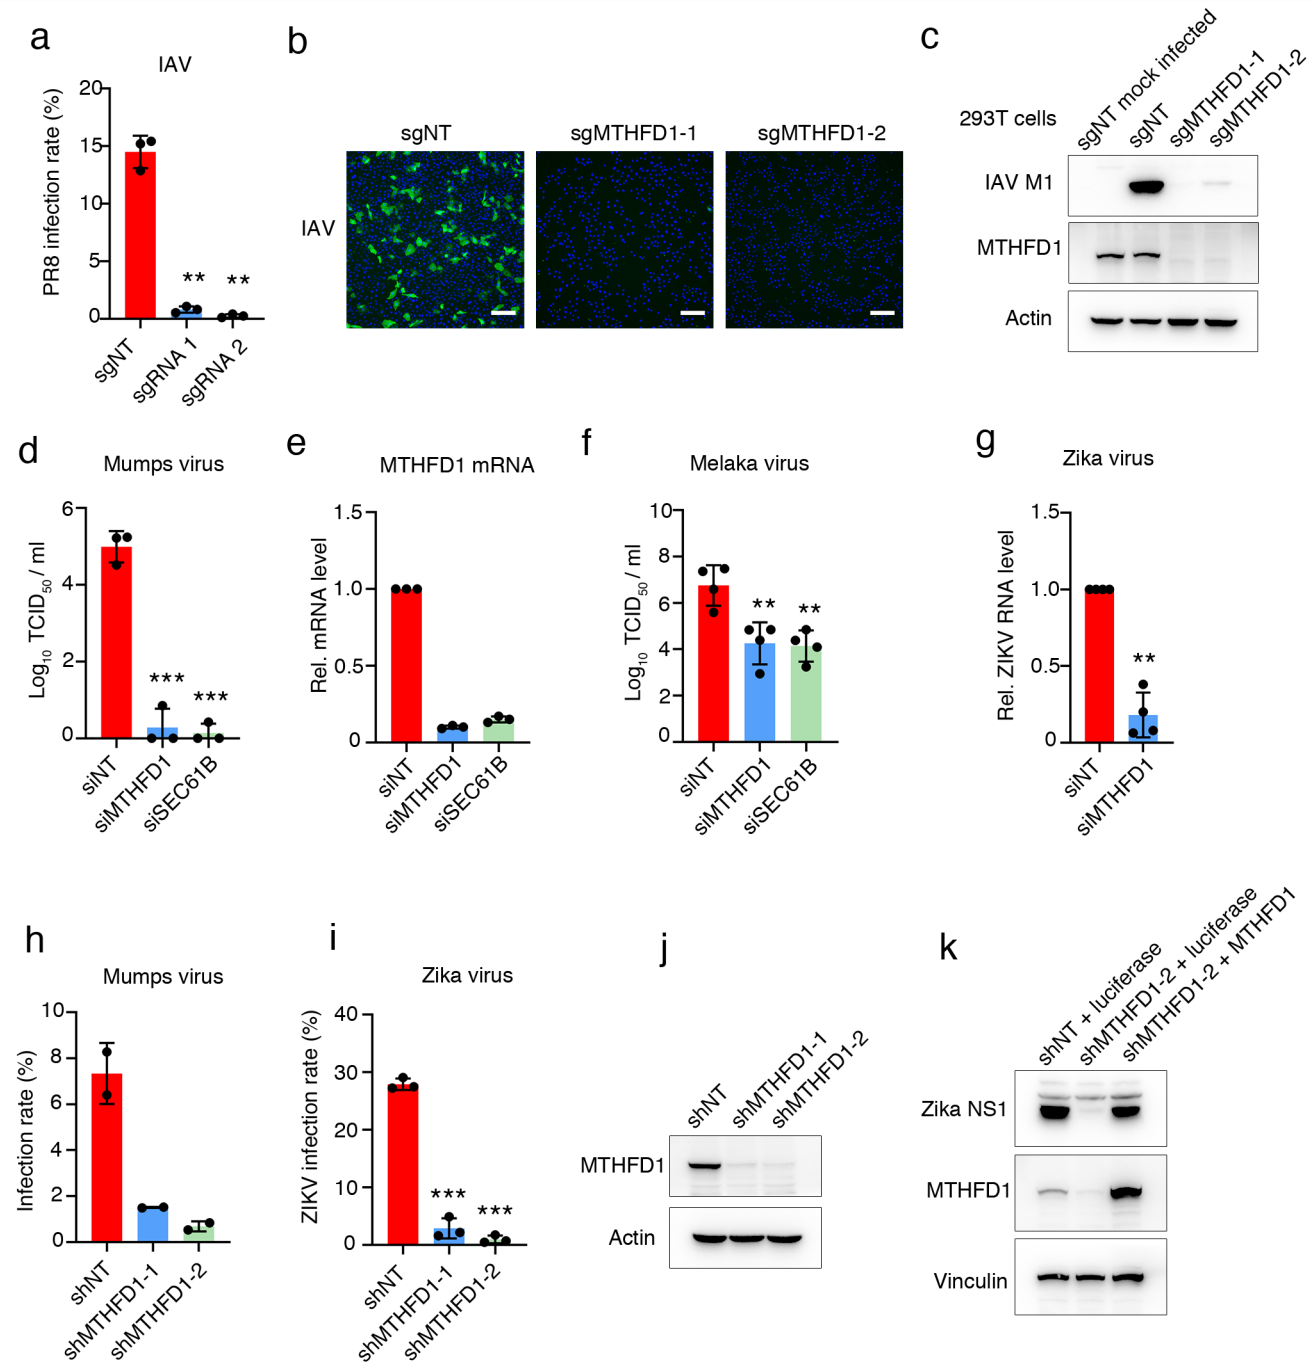 a
IAV
PR8 infection rate (%)
20
15
10
5
0
**
**
sgNT
sgRNA 1
sgRNA 2
b
sgNT
sgMTHFD1-1
sgMTHFD1-2
IAV
c
293T cells
sgNT mock infected
sgNT
sgMTHFD1-1
sgMTHFD1-2
IAV M1
MTHFD1
Actin
d
Mumps virus
Log10 TCID50 / ml
6
4
2
0
***
***
siNT
siMTHFD1
siSEC61B
e
MTHFD1 mRNA
Rel. mRNA level
1.5
1.0
0.5
0
siNT
siMTHFD1
siSEC61B
f
Melaka virus
Log10 TCID50 / ml
10
8
6
4
2
0
**
**
siNT
siMTHFD1
siSEC61B
g
Zika virus
Rel. ZIKV RNA level
1.5
1.0
0.5
0
**
siNT
siMTHFD1
h
Mumps virus
Infection rate (%)
10
8
6
4
2
0
shNT
shMTHFD1-1
shMTHFD1-2
i
Zika virus
ZIKV infection rate (%)
40
30
20
10
0
***
***
shNT
shMTHFD1-1
shMTHFD1-2
j
shNT
shMTHFD1-1
shMTHFD1-2
MTHFD1
Actin
k
shNT + luciferase
shMTHFD1-2 + luciferase
shMTHFD1-2 + MTHFD1
Zika NS1
MTHFD1
Vinculin